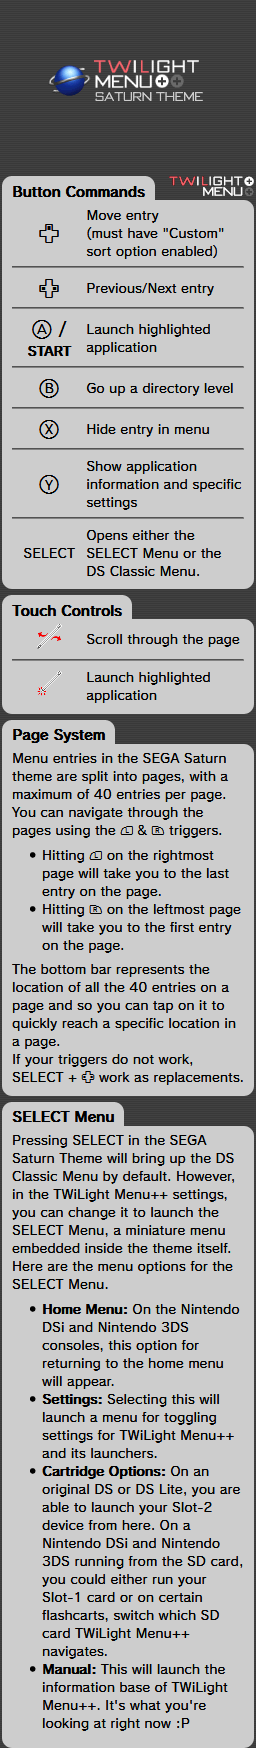 TWiLIGHT
MENU++
SATURN THEME
Button Commands
TWiLIGHT+
MENU+
Move entry
(must have "Custom"
sort option enabled)
Previous/Next entry
Ⓐ /
START
Launch highlighted
application
Ⓑ Go up a directory level
Ⓧ Hide entry in menu
Ⓨ
Show application
information and specific
settings
SELECT
Opens either the
SELECT Menu or the
DS Classic Menu.
Touch Controls
Scroll through the page
Launch highlighted
application
Page System
Menu entries in the SEGA Saturn
theme are split into pages, with a
maximum of 40 entries per page.
You can navigate through the
pages using the L & R triggers.
• Hitting L on the rightmost
page will take you to the last
entry on the page.
• Hitting R on the leftmost page
will take you to the first entry
on the page.
The bottom bar represents the
location of all the 40 entries on a
page and so you can tap on it to
quickly reach a specific location in
a page.
If your triggers do not work,
SELECT + work as replacements.
SELECT Menu
Pressing SELECT in the SEGA
Saturn Theme will bring up the DS
Classic Menu by default. However,
in the TWiLight Menu++ settings,
you can change it to launch the
SELECT Menu, a miniature menu
embedded inside the theme itself.
Here are the menu options for the
SELECT Menu.
• Home Menu: On the Nintendo
DSi and Nintendo 3DS
consoles, this option for
returning to the home menu
will appear.
• Settings: Selecting this will
launch a menu for toggling
settings for TWiLight Menu++
and its launchers.
• Cartridge Options: On an
original DS or DS Lite, you are
able to launch your Slot-2
device from here. On a
Nintendo DSi and Nintendo
3DS running from the SD card,
you could either run your
Slot-1 card or on certain
flashcarts, switch which SD
card TWiLight Menu++
navigates.
• Manual: This will launch the
information base of TWiLight
Menu++. It's what you're
looking at right now :P